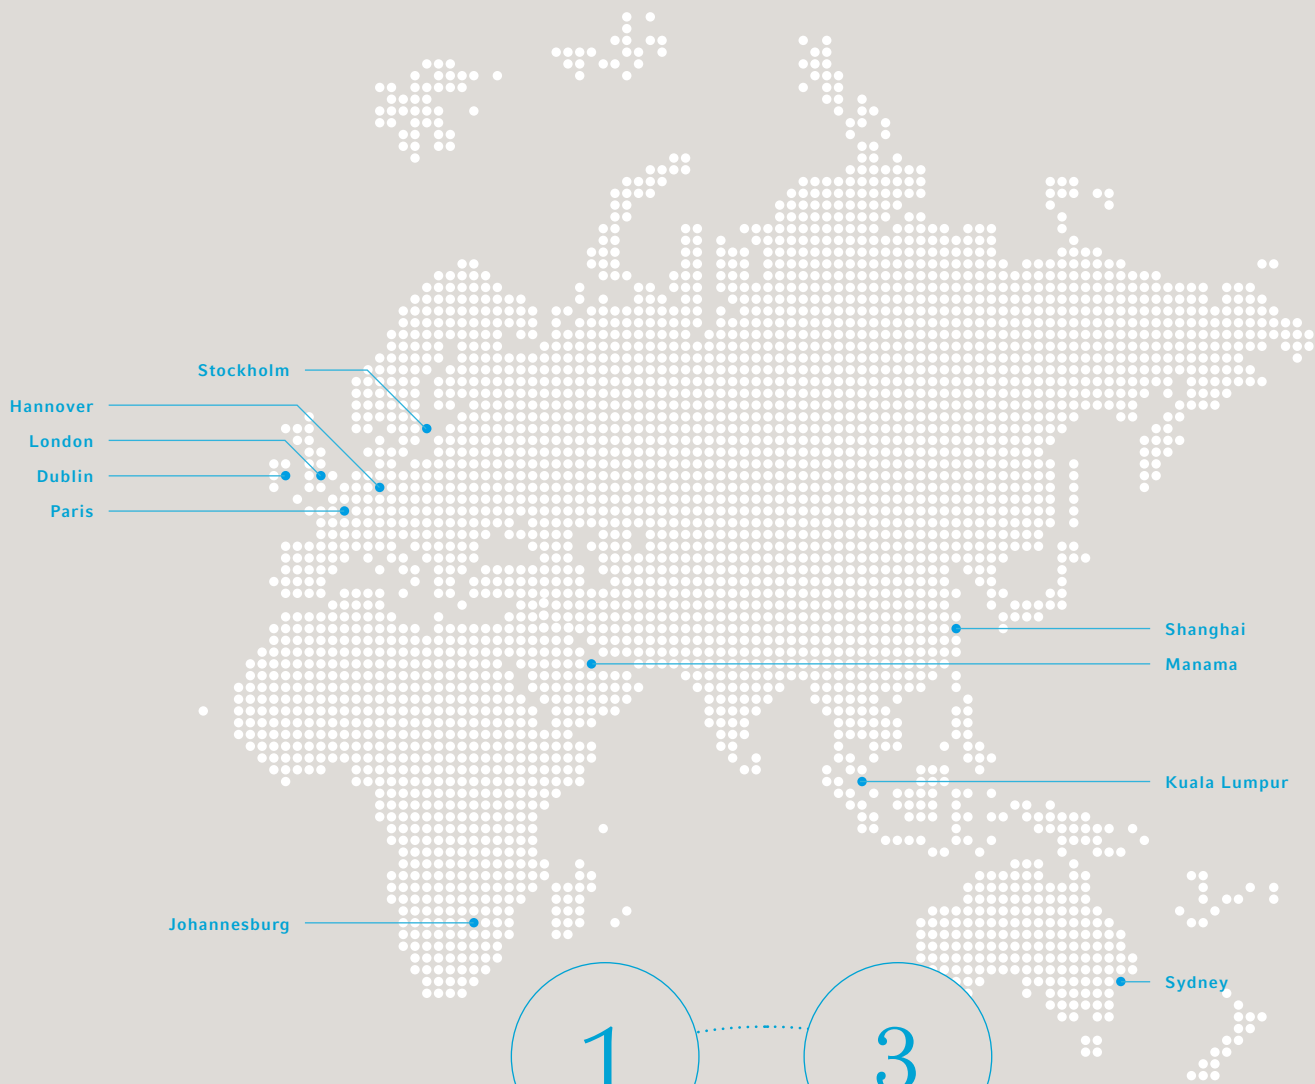 Stockholm
Hannover
London
Dublin
Paris
Shanghai
Manama
Kuala Lumpur
Johannesburg
Sydney
1
3